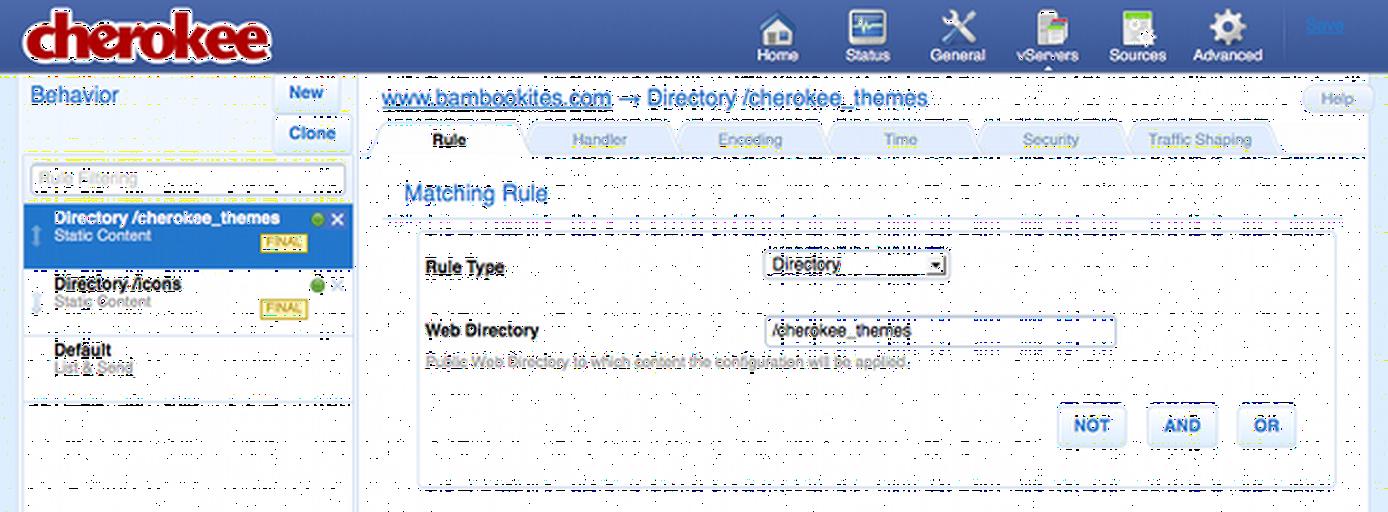 cherokee
Home
Status
General
vServers
Sources
Advanced
Save
Behavior
New
Clone
Rule Filtering
Directory /cherokee_themes
Static Content
FINAL
Directory /icons
Static Content
FINAL
Default
List & Send
www.bambookites.com → Directory /cherokee_themes
Help
Rule
Handler
Encoding
Time
Security
Traffic Shaping
Matching Rule
Rule Type
Directory
Web Directory
/cherokee_themes
Public Web Directory to which content the configuration will be applied.
NOT
AND
OR